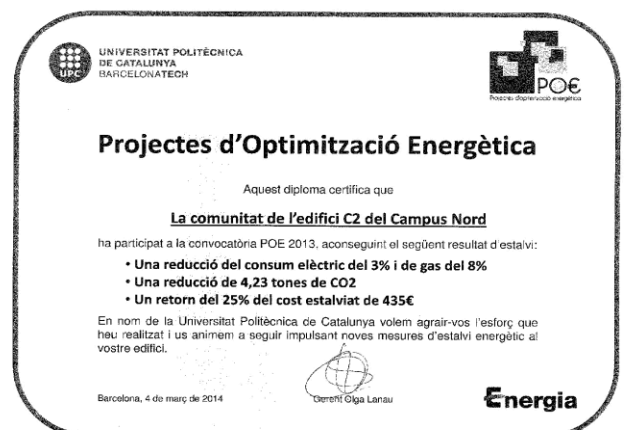 UNIVERSITAT POLITÈCNICA
DE CATALUNYA
BARCELONATECH
UPC
PO€
Projectes d'optimització energètica
Projectes d'Optimització Energètica
Aquest diploma certifica que
La comunitat de l'edifici C2 del Campus Nord
ha participat a la convocatòria POE 2013, aconseguint el següent resultat d'estalvi:
• Una reducció del consum elèctric del 3% i de gas del 8%
• Una reducció de 4,23 tones de CO2
• Un retorn del 25% del cost estalviat de 435€
En nom de la Universitat Politècnica de Catalunya volem agrair-vos l'esforç que
heu realitzat i us animem a seguir impulsant noves mesures d'estalvi energètic al
vostre edifici.
Barcelona, 4 de març de 2014
Gerent Olga Lanau
Energia